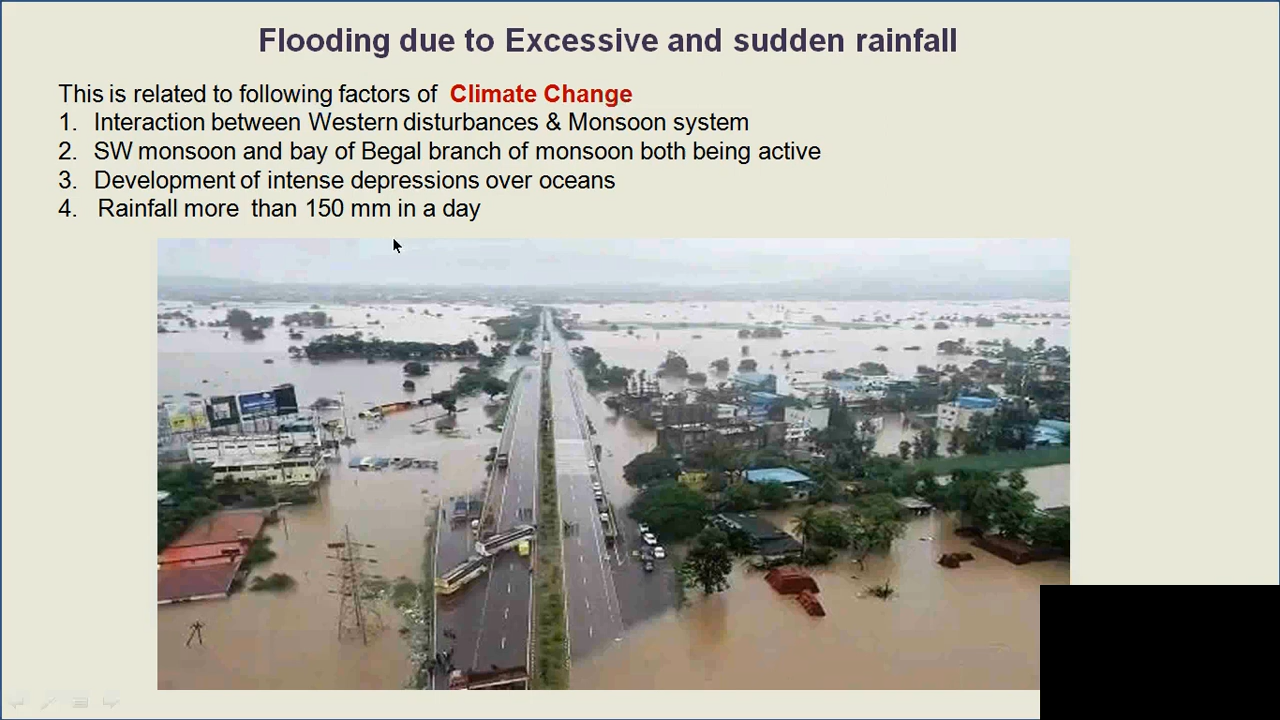 Flooding due to Excessive and sudden rainfall
This is related to following factors of Climate Change
1. Interaction between Western disturbances & Monsoon system
2. SW monsoon and bay of Begal branch of monsoon both being active
3. Development of intense depressions over oceans
4. Rainfall more than 150 mm in a day